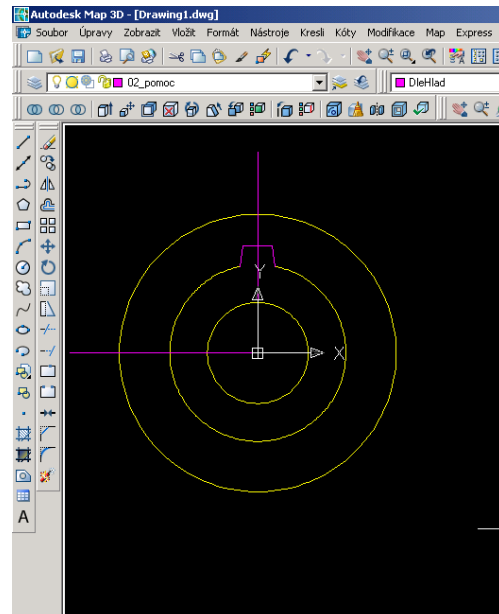 Autodesk Map 3D - [Drawing1.dwg]
Soubor Úpravy Zobrazit Vložit Formát Nástroje Kresli Kóty Modifikace Map Express
02_pomoc DleHlad
A
Y
X